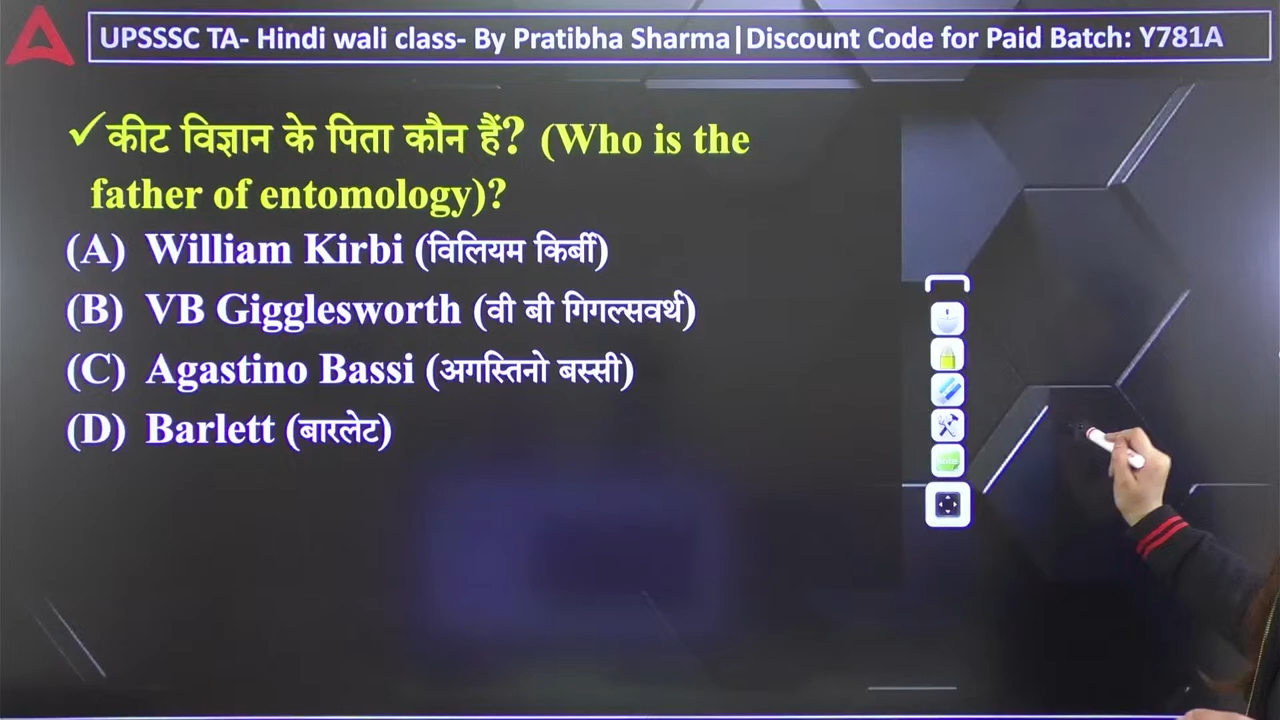 UPSSSC TA- Hindi wali class- By Pratibha Sharma|Discount Code for Paid Batch: Y781A
✓कीट विज्ञान के पिता कौन हैं? (Who is the
father of entomology)?
(A) William Kirbi (विलियम किर्बी)
(B) VB Gigglesworth (वी बी गिगल्सवर्थ)
(C) Agastino Bassi (अगस्तिनो बस्सी)
(D) Barlett (बारलेट)